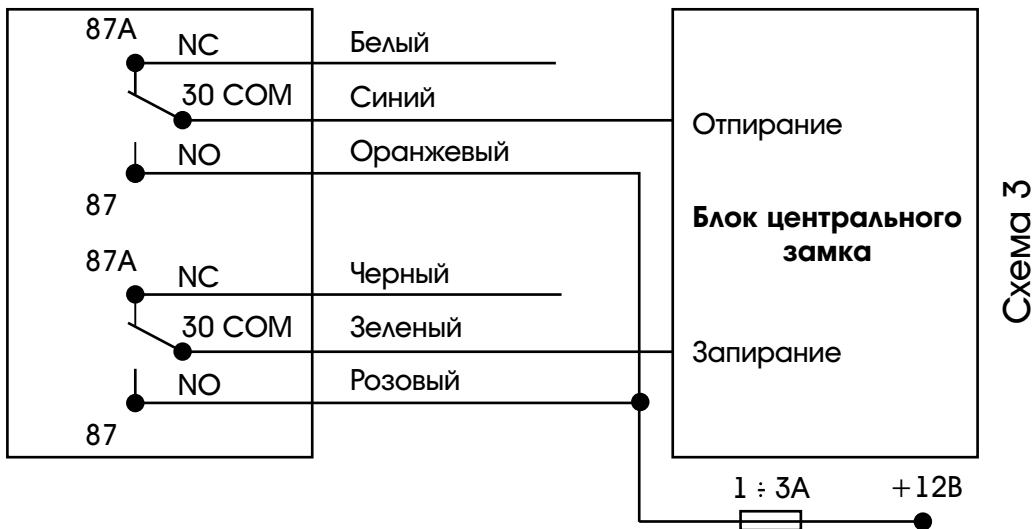 87A
NC
Белый
30 COM
Синий
Отпирание
NO
Оранжевый
87
Блок центрального
замка
87A
NC
Черный
30 COM
Зеленый
Запирание
NO
Розовый
87
1 ÷ 3А
+12В
Схема 3